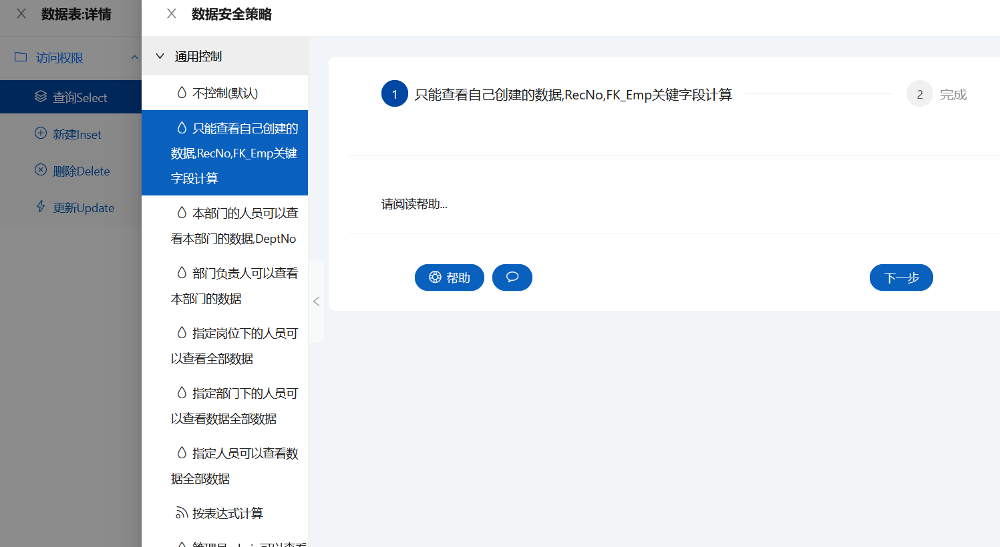 数据表:详情
访问权限
查询Select
新建Inset
删除Delete
更新Update
数据安全策略
通用控制
不控制(默认)
只能查看自己创建的
数据,RecNo,FK_Emp关键
字段计算
本部门的人员可以查
看本部门的数据,DeptNo
部门负责人可以查看
本部门的数据
指定岗位下的人员可
以查看全部数据
指定部门下的人员可
以查看数据全部数据
指定人员可以查看数
据全部数据
按表达式计算
1 只能查看自己创建的数据,RecNo,FK_Emp关键字段计算
2 完成
请阅读帮助...
帮助
下一步